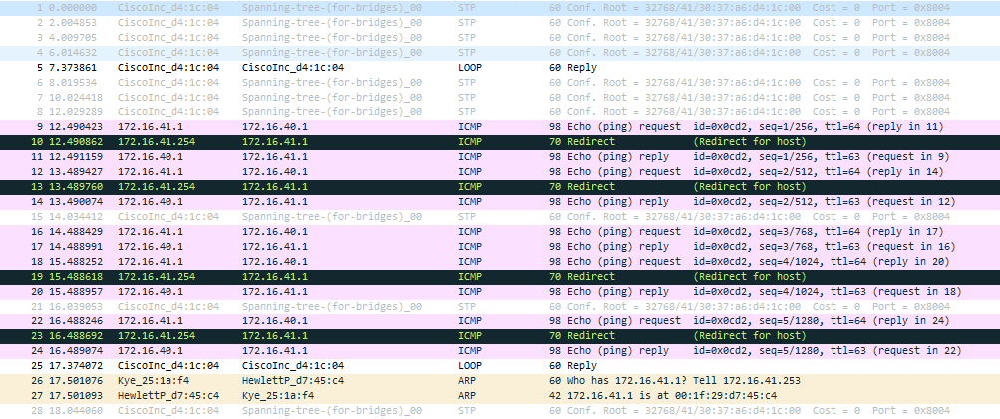 1 0.000000 CiscoInc_d4:1c:04 Spanning-tree-(for-bridges)_00 STP 60 Conf. Root = 32768/41/30:37:a6:d4:1c:00 Cost = 0 Port = 0x8004
2 2.004853 CiscoInc_d4:1c:04 Spanning-tree-(for-bridges)_00 STP 60 Conf. Root = 32768/41/30:37:a6:d4:1c:00 Cost = 0 Port = 0x8004
3 4.009705 CiscoInc_d4:1c:04 Spanning-tree-(for-bridges)_00 STP 60 Conf. Root = 32768/41/30:37:a6:d4:1c:00 Cost = 0 Port = 0x8004
4 6.014632 CiscoInc_d4:1c:04 Spanning-tree-(for-bridges)_00 STP 60 Conf. Root = 32768/41/30:37:a6:d4:1c:00 Cost = 0 Port = 0x8004
5 7.373861 CiscoInc_d4:1c:04 CiscoInc_d4:1c:04 LOOP 60 Reply
6 8.019534 CiscoInc_d4:1c:04 Spanning-tree-(for-bridges)_00 STP 60 Conf. Root = 32768/41/30:37:a6:d4:1c:00 Cost = 0 Port = 0x8004
7 10.024418 CiscoInc_d4:1c:04 Spanning-tree-(for-bridges)_00 STP 60 Conf. Root = 32768/41/30:37:a6:d4:1c:00 Cost = 0 Port = 0x8004
8 12.029289 CiscoInc_d4:1c:04 Spanning-tree-(for-bridges)_00 STP 60 Conf. Root = 32768/41/30:37:a6:d4:1c:00 Cost = 0 Port = 0x8004
9 12.490423 172.16.41.1 172.16.40.1 ICMP 98 Echo (ping) request id=0x0cd2, seq=1/256, ttl=64 (reply in 11)
10 12.490862 172.16.41.254 172.16.41.1 ICMP 70 Redirect (Redirect for host)
11 12.491159 172.16.40.1 172.16.41.1 ICMP 98 Echo (ping) reply id=0x0cd2, seq=1/256, ttl=63 (request in 9)
12 13.489427 172.16.41.1 172.16.40.1 ICMP 98 Echo (ping) request id=0x0cd2, seq=2/512, ttl=64 (reply in 14)
13 13.489760 172.16.41.254 172.16.41.1 ICMP 70 Redirect (Redirect for host)
14 13.490074 172.16.40.1 172.16.41.1 ICMP 98 Echo (ping) reply id=0x0cd2, seq=2/512, ttl=63 (request in 12)
15 14.034412 CiscoInc_d4:1c:04 Spanning-tree-(for-bridges)_00 STP 60 Conf. Root = 32768/41/30:37:a6:d4:1c:00 Cost = 0 Port = 0x8004
16 14.488429 172.16.41.1 172.16.40.1 ICMP 98 Echo (ping) request id=0x0cd2, seq=3/768, ttl=64 (reply in 17)
17 14.488991 172.16.40.1 172.16.41.1 ICMP 98 Echo (ping) reply id=0x0cd2, seq=3/768, ttl=63 (request in 16)
18 15.488252 172.16.41.1 172.16.40.1 ICMP 98 Echo (ping) request id=0x0cd2, seq=4/1024, ttl=64 (reply in 20)
19 15.488618 172.16.41.254 172.16.41.1 ICMP 70 Redirect (Redirect for host)
20 15.488957 172.16.40.1 172.16.41.1 ICMP 98 Echo (ping) reply id=0x0cd2, seq=4/1024, ttl=63 (request in 18)
21 16.039053 CiscoInc_d4:1c:04 Spanning-tree-(for-bridges)_00 STP 60 Conf. Root = 32768/41/30:37:a6:d4:1c:00 Cost = 0 Port = 0x8004
22 16.488246 172.16.41.1 172.16.40.1 ICMP 98 Echo (ping) request id=0x0cd2, seq=5/1280, ttl=64 (reply in 24)
23 16.488692 172.16.41.254 172.16.41.1 ICMP 70 Redirect (Redirect for host)
24 16.489074 172.16.40.1 172.16.41.1 ICMP 98 Echo (ping) reply id=0x0cd2, seq=5/1280, ttl=63 (request in 22)
25 17.374072 CiscoInc_d4:1c:04 CiscoInc_d4:1c:04 LOOP 60 Reply
26 17.501076 Kye_25:1a:f4 HewlettP_d7:45:c4 ARP 60 Who has 172.16.41.1? Tell 172.16.41.253
27 17.501093 HewlettP_d7:45:c4 Kye_25:1a:f4 ARP 42 172.16.41.1 is at 00:1f:29:d7:45:c4
28 18.044060 CiscoInc_d4:1c:04 Spanning-tree-(for-bridges)_00 STP 60 Conf. Root = 32768/41/30:37:a6:d4:1c:00 Cost = 0 Port = 0x8004